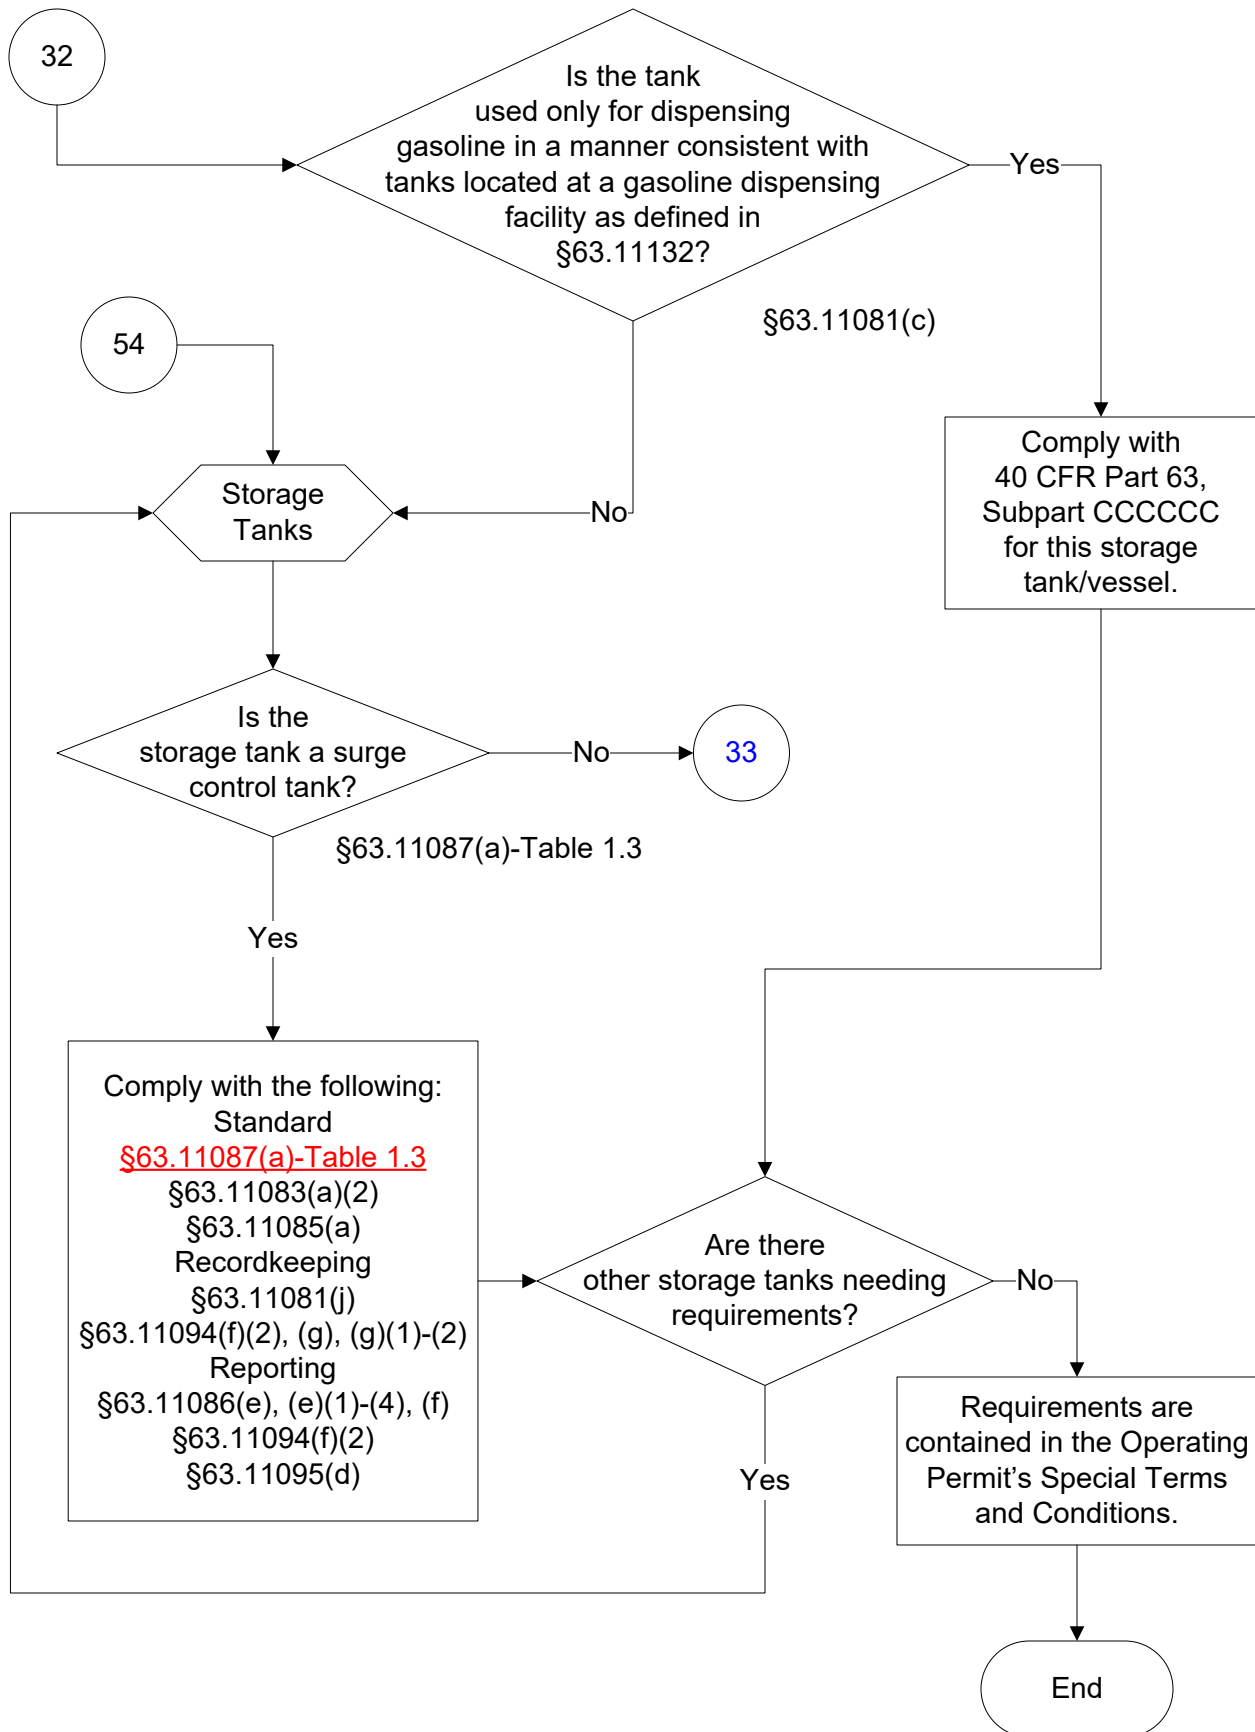 32
Is the tank
used only for dispensing
gasoline in a manner consistent with
tanks located at a gasoline dispensing
facility as defined in
§63.11132?
Yes
§63.11081(c)
54
Storage
Tanks
No
Comply with
40 CFR Part 63,
Subpart CCCCCC
for this storage
tank/vessel.
Is the
storage tank a surge
control tank?
No
33
§63.11087(a)-Table 1.3
Yes
Comply with the following:
Standard
§63.11087(a)-Table 1.3
§63.11083(a)(2)
§63.11085(a)
Recordkeeping
§63.11081(j)
§63.11094(f)(2), (g), (g)(1)-(2)
Reporting
§63.11086(e), (e)(1)-(4), (f)
§63.11094(f)(2)
§63.11095(d)
Are there
other storage tanks needing
requirements?
No
Yes
Requirements are
contained in the Operating
Permit’s Special Terms
and Conditions.
End